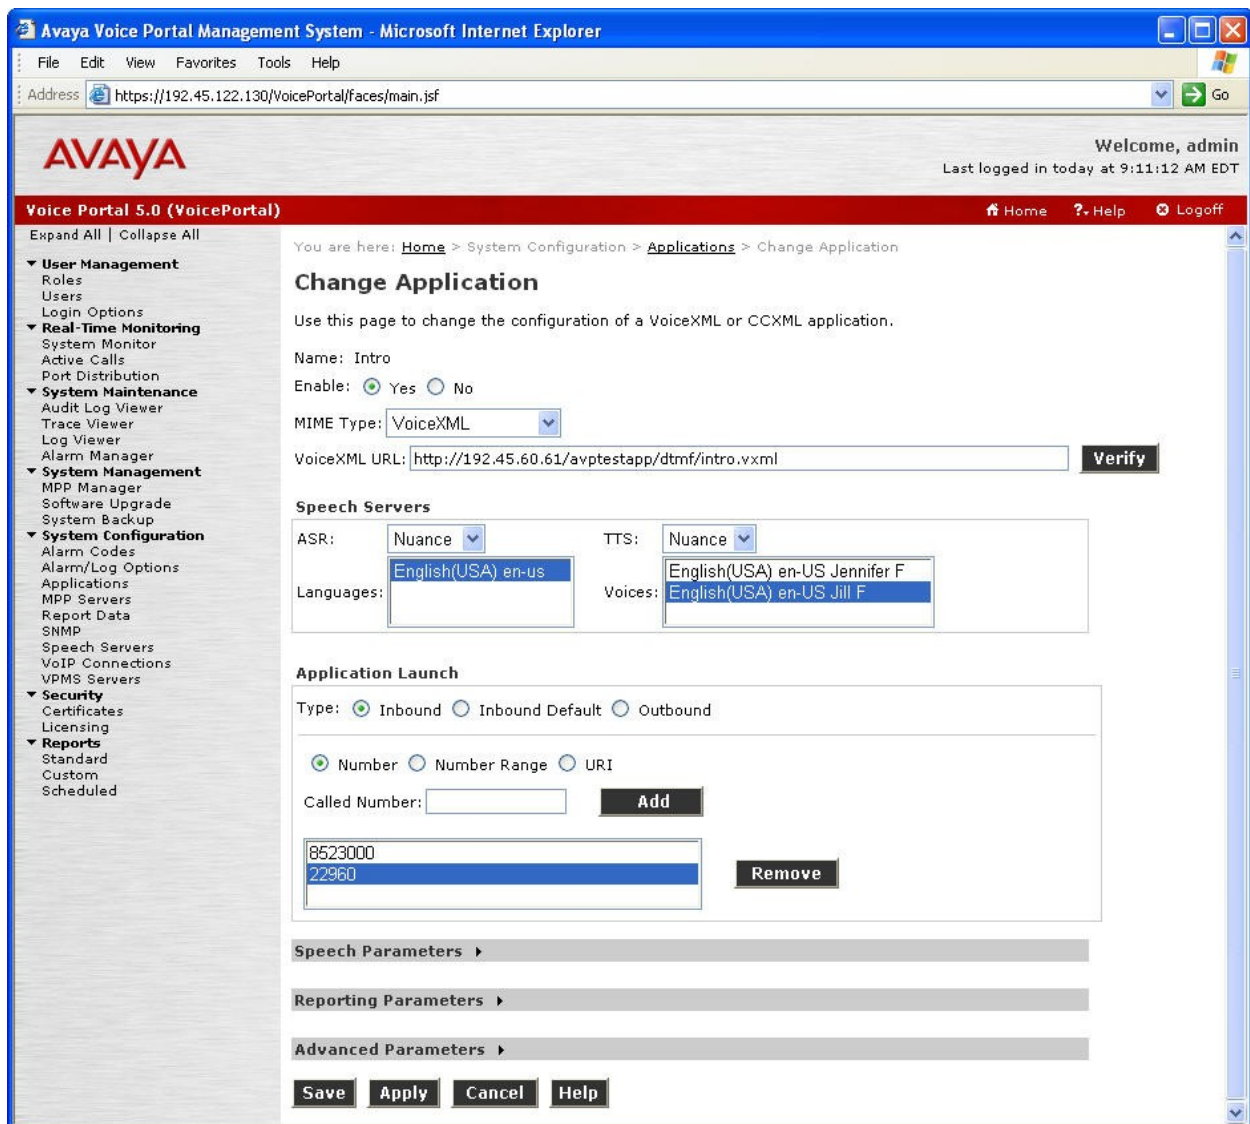 Avaya Voice Portal Management System - Microsoft Internet Explorer
File Edit View Favorites Tools Help
Address https://192.45.122.130/VoicePortal/faces/main.jsf Go
AVAYA
Welcome, admin
Last logged in today at 9:11:12 AM EDT
Voice Portal 5.0 (VoicePortal)
Home ? Help Logoff
Expand All | Collapse All
User Management
Roles
Users
Login Options
Real-Time Monitoring
System Monitor
Active Calls
Port Distribution
System Maintenance
Audit Log Viewer
Trace Viewer
Log Viewer
Alarm Manager
System Management
MPP Manager
Software Upgrade
System Backup
System Configuration
Alarm Codes
Alarm/Log Options
Applications
MPP Servers
Report Data
SNMP
Speech Servers
VoIP Connections
VPMS Servers
Security
Certificates
Licensing
Reports
Standard
Custom
Scheduled
You are here: Home > System Configuration > Applications > Change Application
Change Application
Use this page to change the configuration of a VoiceXML or CCXML application.
Name: Intro
Enable: Yes No
MIME Type: VoiceXML
VoiceXML URL: http://192.45.60.61/avptestapp/dtmf/intro.vxml Verify
Speech Servers
ASR: Nuance TTS: Nuance
Languages: English(USA) en-us
Voices: English(USA) en-US Jennifer F
English(USA) en-US Jill F
Application Launch
Type: Inbound Inbound Default Outbound
Number Number Range URI
Called Number: Add
8523000
22960
Remove
Speech Parameters
Reporting Parameters
Advanced Parameters
Save Apply Cancel Help